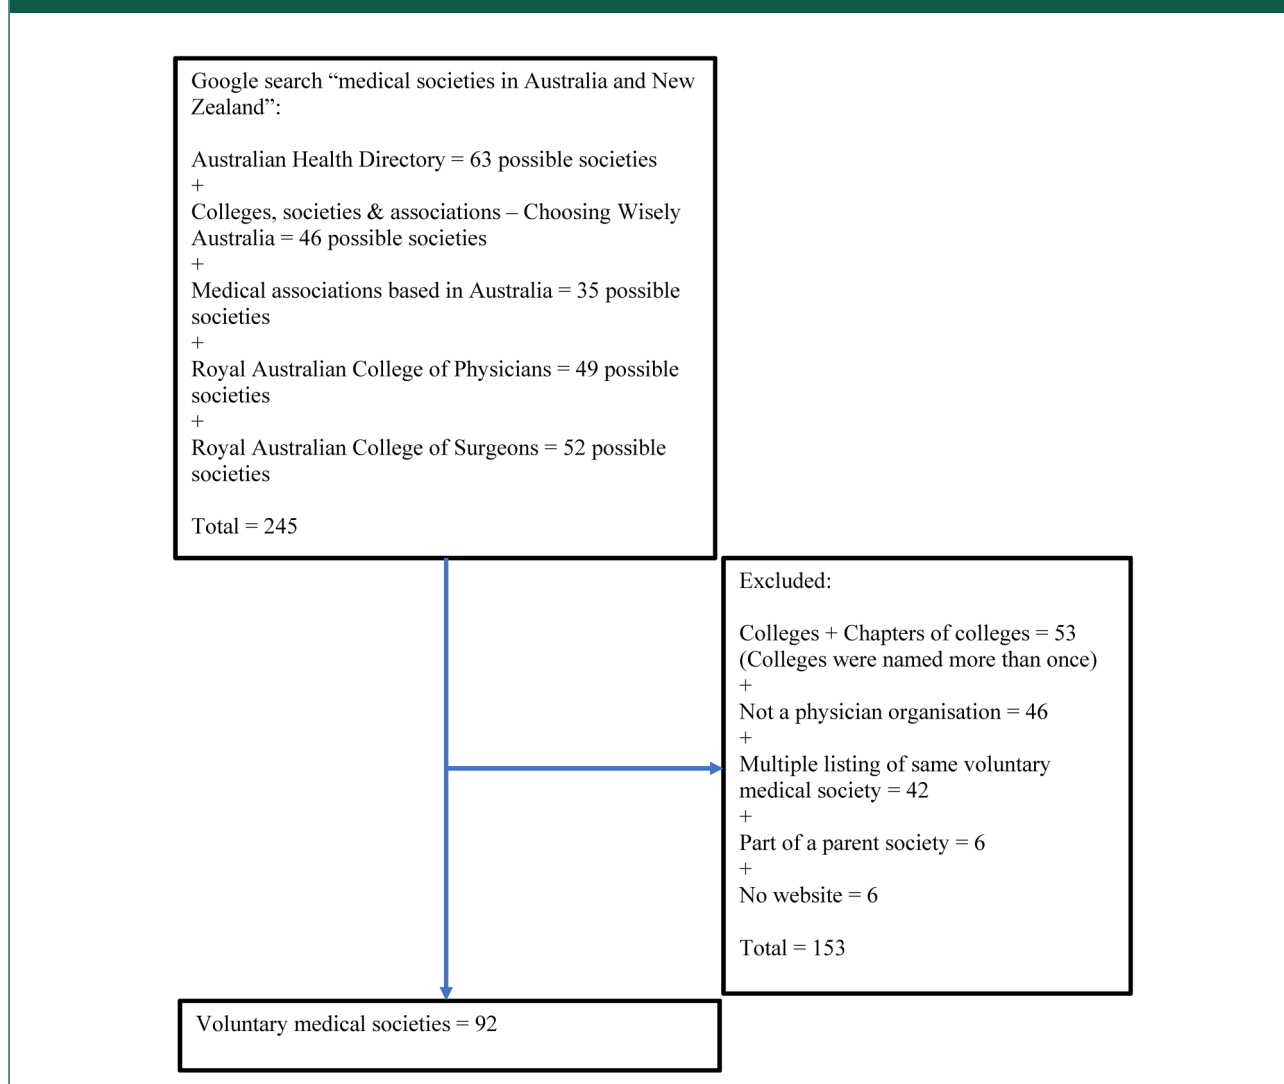 Google search “medical societies in Australia and New
Zealand”:
Australian Health Directory = 63 possible societies
+
Colleges, societies & associations – Choosing Wisely
Australia = 46 possible societies
+
Medical associations based in Australia = 35 possible
societies
+
Royal Australian College of Physicians = 49 possible
societies
+
Royal Australian College of Surgeons = 52 possible
societies
Total = 245
Excluded:
Colleges + Chapters of colleges = 53
(Colleges were named more than once)
+
Not a physician organisation = 46
+
Multiple listing of same voluntary
medical society = 42
+
Part of a parent society = 6
+
No website = 6
Total = 153
Voluntary medical societies = 92